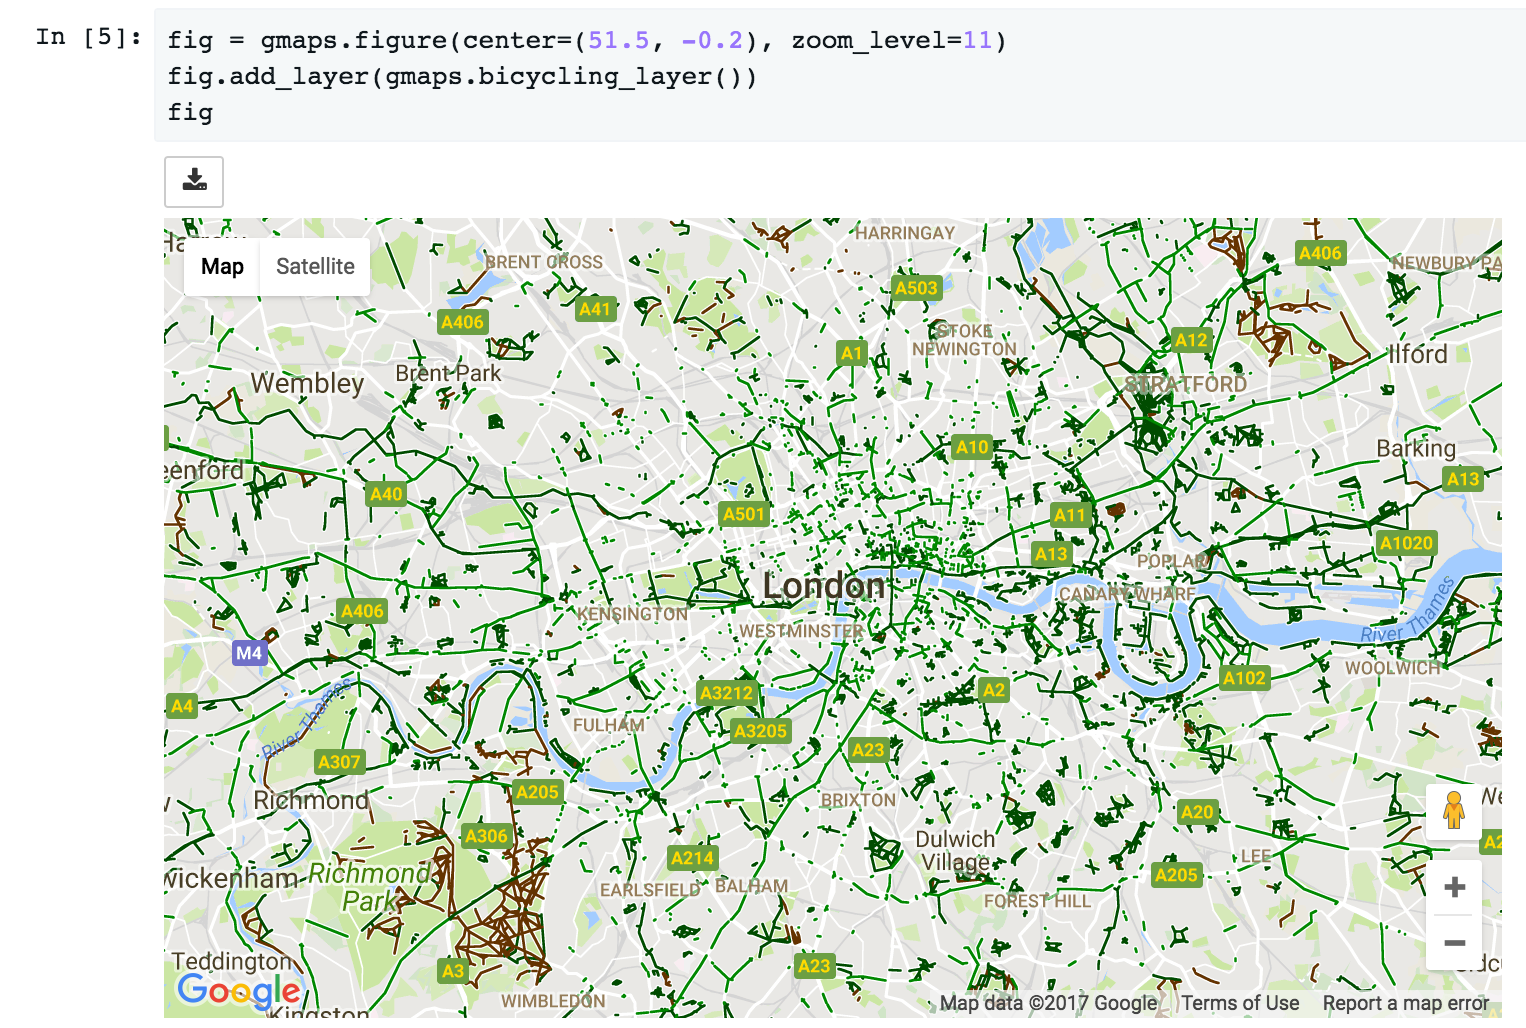 In [5]:
fig = gmaps.figure(center=(51.5, -0.2), zoom_level=11)
fig.add_layer(gmaps.bicycling_layer())
fig
Map
Satellite
HARRINGAY
BRENT CROSS
A406
NEWBURY PA
A503
A41
A406
STOKE
NEWINGTON
A12
A1
Ilford
Brent Park
Wembley
STRATFORD
A10
Barking
eenford
A13
A40
A501
A11
A1020
A13
POPLAR
London
CANARY WHARF
KENSINGTON
A406
WESTMINSTER
River Thames
M4
WOOLWICH
A102
A3212
A2
A4
River Thames
FULHAM
A3205
A23
A307
A205
Richmond
BRIXTON
We
A20
A306
Dulwich
Village
A2
LEE
A214
Richmond
Park
wickenham
A205
EARLSFIELD
BALHAM
FOREST HILL
Teddington
A3
A23
Sidcu
Google
WIMBLEDON
Kingston
Map data ©2017 Google
Terms of Use
Report a map error